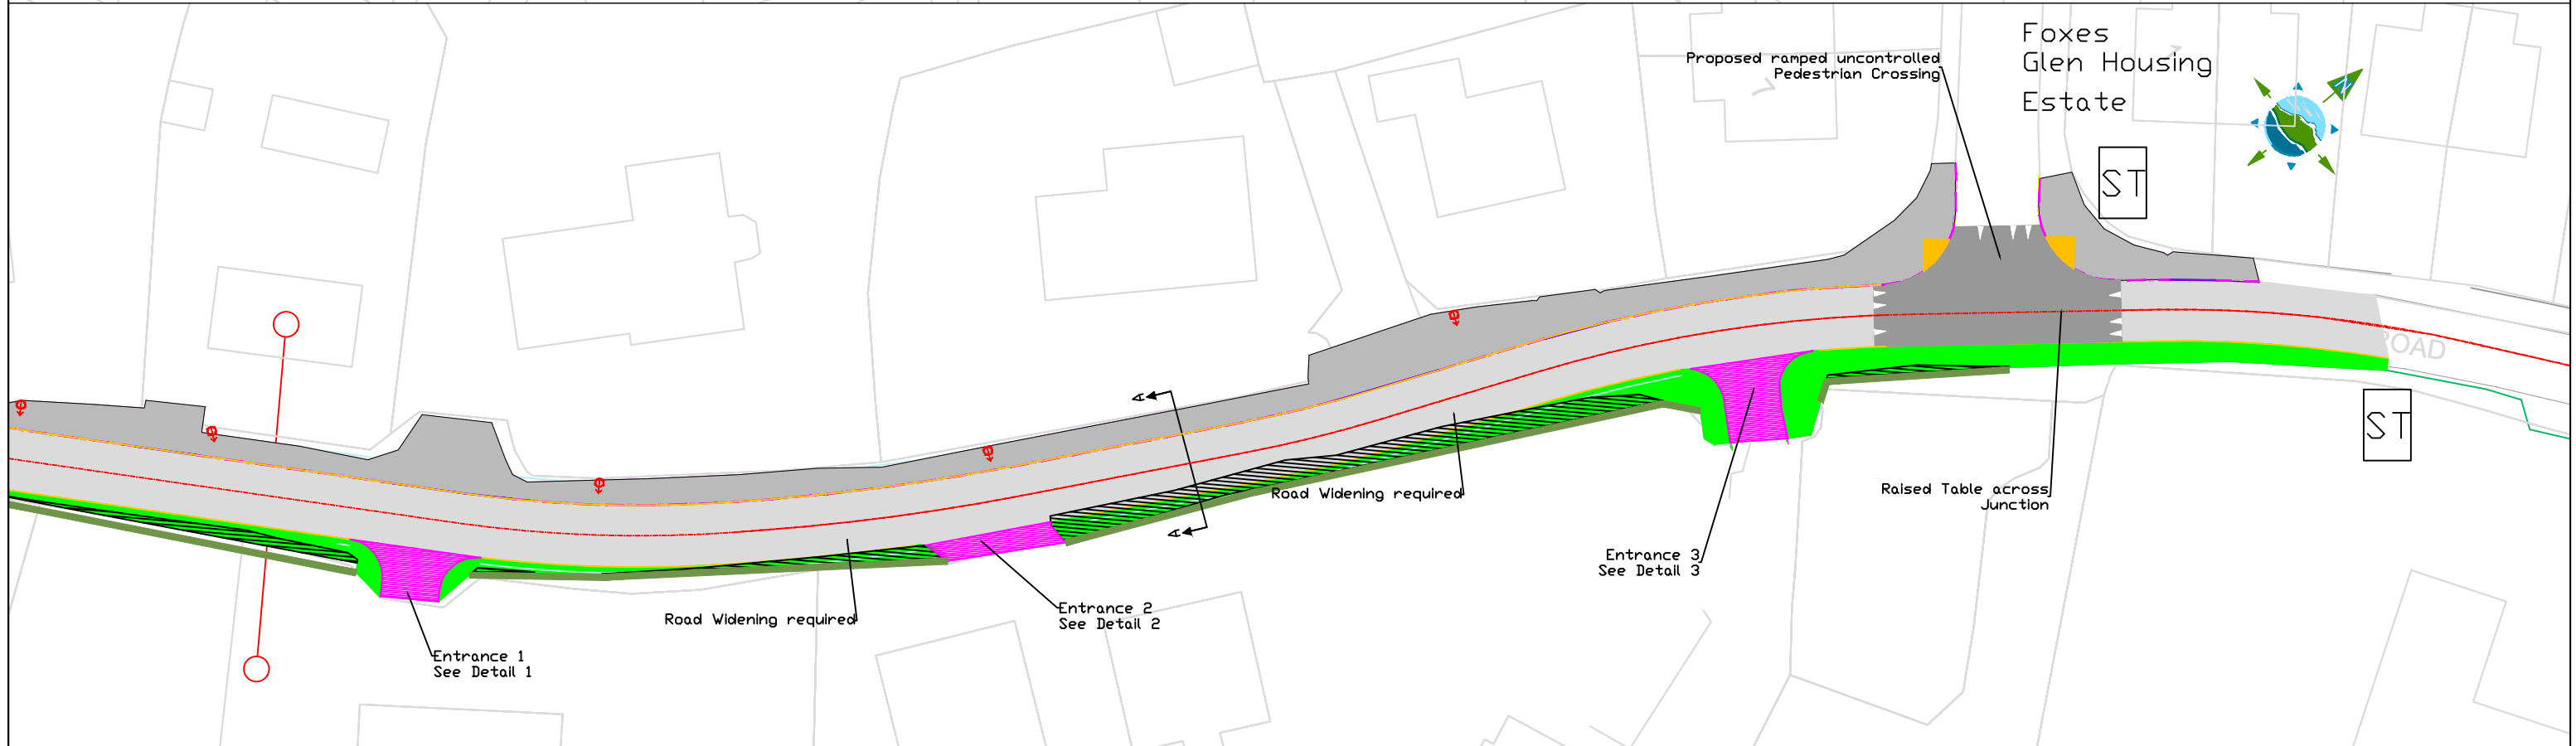 Foxes
Glen Housing
Estate
Proposed ramped uncontrolled
Pedestrian Crossing
N
ST
ROAD
ST
A
A
Road Widening required
Raised Table across
Junction
Entrance 3
See Detail 3
Entrance 2
See Detail 2
Road Widening required
Entrance 1
See Detail 1